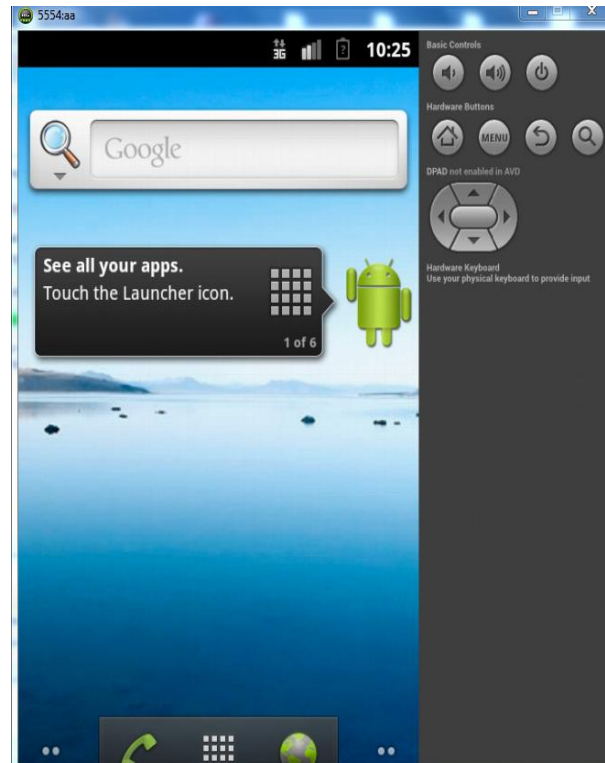 5554:aa
3G
10:25
Google
See all your apps.
Touch the Launcher icon.
1 of 6
Basic Controls
Hardware Buttons
MENU
DPAD not enabled in AVD
Hardware Keyboard
Use your physical keyboard to provide input